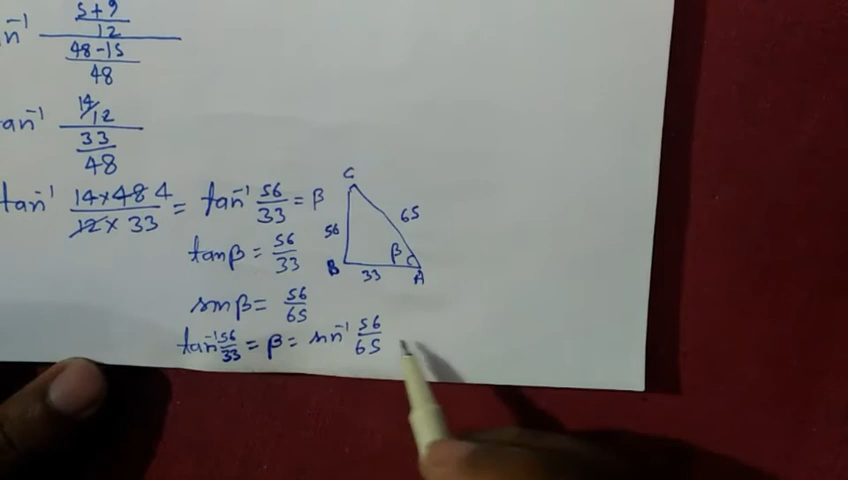 n⁻¹ (5+9/12)/(48-15/48)
an⁻¹ (14/12)/(33/48)
tan⁻¹ 14×48 4/12×33 = tan⁻¹ 56/33 = β
tanβ = 56/33
sinβ = 56/65
tan⁻¹ 56/33 = β = sin⁻¹ 56/65
C
56
65
β
B
33
A